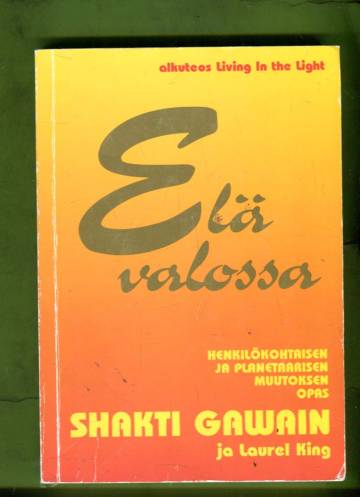 alkuteos Living In the Light
Elä
valossa
HENKILÖKOHTAISEN
JA PLANETAARISEN
MUUTOKSEN
OPAS
SHAKTI GAWAIN
ja Laurel King